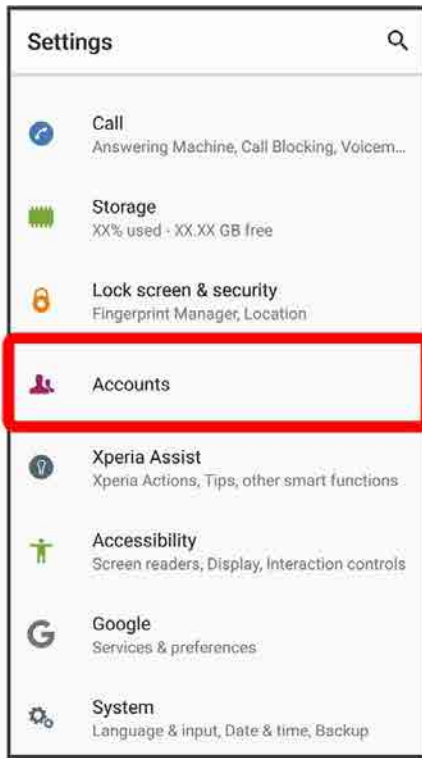 Settings
Call
Answering Machine, Call Blocking, Voicem...
Storage
XX% used - XX.XX GB free
Lock screen & security
Fingerprint Manager, Location
Accounts
Xperia Assist
Xperia Actions, Tips, other smart functions
Accessibility
Screen readers, Display, Interaction controls
Google
Services & preferences
System
Language & input, Date & time, Backup